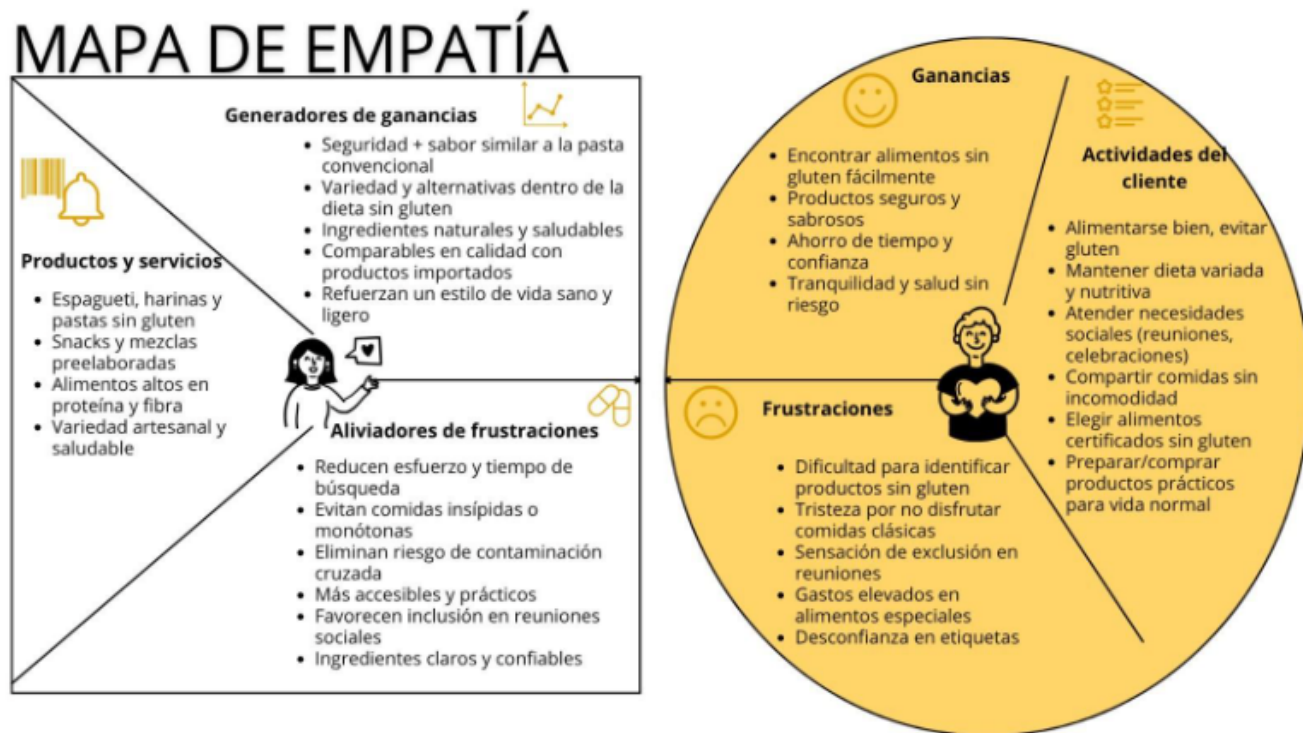 MAPA DE EMPATÍA
Generadores de ganancias
• Seguridad + sabor similar a la pasta
convencional
• Variedad y alternativas dentro de la
dieta sin gluten
• Ingredientes naturales y saludables
• Comparables en calidad con
productos importados
• Refuerzan un estilo de vida sano y
ligero
Productos y servicios
• Espagueti, harinas y
pastas sin gluten
• Snacks y mezclas
preelaboradas
• Alimentos altos en
proteína y fibra
• Variedad artesanal y
saludable
Aliviadores de frustraciones
• Reducen esfuerzo y tiempo de
búsqueda
• Evitan comidas insípidas o
monótonas
• Eliminan riesgo de contaminación
cruzada
• Más accesibles y prácticos
• Favorecen inclusión en reuniones
sociales
• Ingredientes claros y confiables
Ganancias
• Encontrar alimentos sin
gluten fácilmente
• Productos seguros y
sabrosos
• Ahorro de tiempo y
confianza
• Tranquilidad y salud sin
riesgo
Actividades del
cliente
• Alimentarse bien, evitar
gluten
• Mantener dieta variada
y nutritiva
• Atender necesidades
sociales (reuniones,
celebraciones)
• Compartir comidas sin
incomodidad
• Elegir alimentos
certificados sin gluten
• Preparar/comprar
productos prácticos
para vida normal
Frustraciones
• Dificultad para identificar
productos sin gluten
• Tristeza por no disfrutar
comidas clásicas
• Sensación de exclusión en
reuniones
• Gastos elevados en
alimentos especiales
• Desconfianza en etiquetas